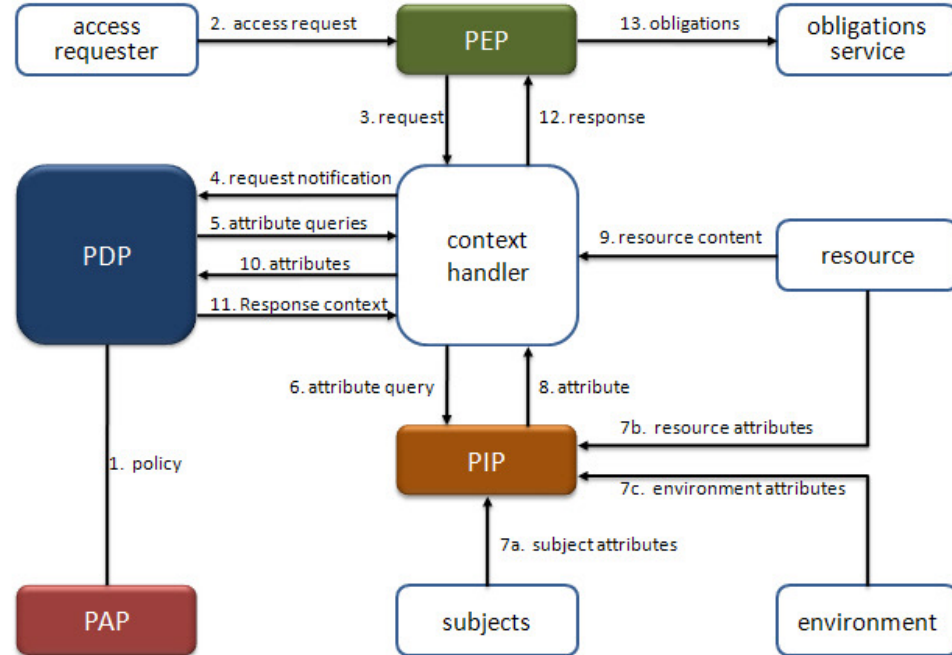 access
requester
2. access request
PEP
13. obligations
obligations
service
3. request
12. response
4. request notification
5. attribute queries
PDP
10. attributes
11. Response context
context
handler
9. resource content
resource
6. attribute query
8. attribute
7b. resource attributes
PIP
7c. environment attributes
1. policy
7a. subject attributes
PAP
subjects
environment